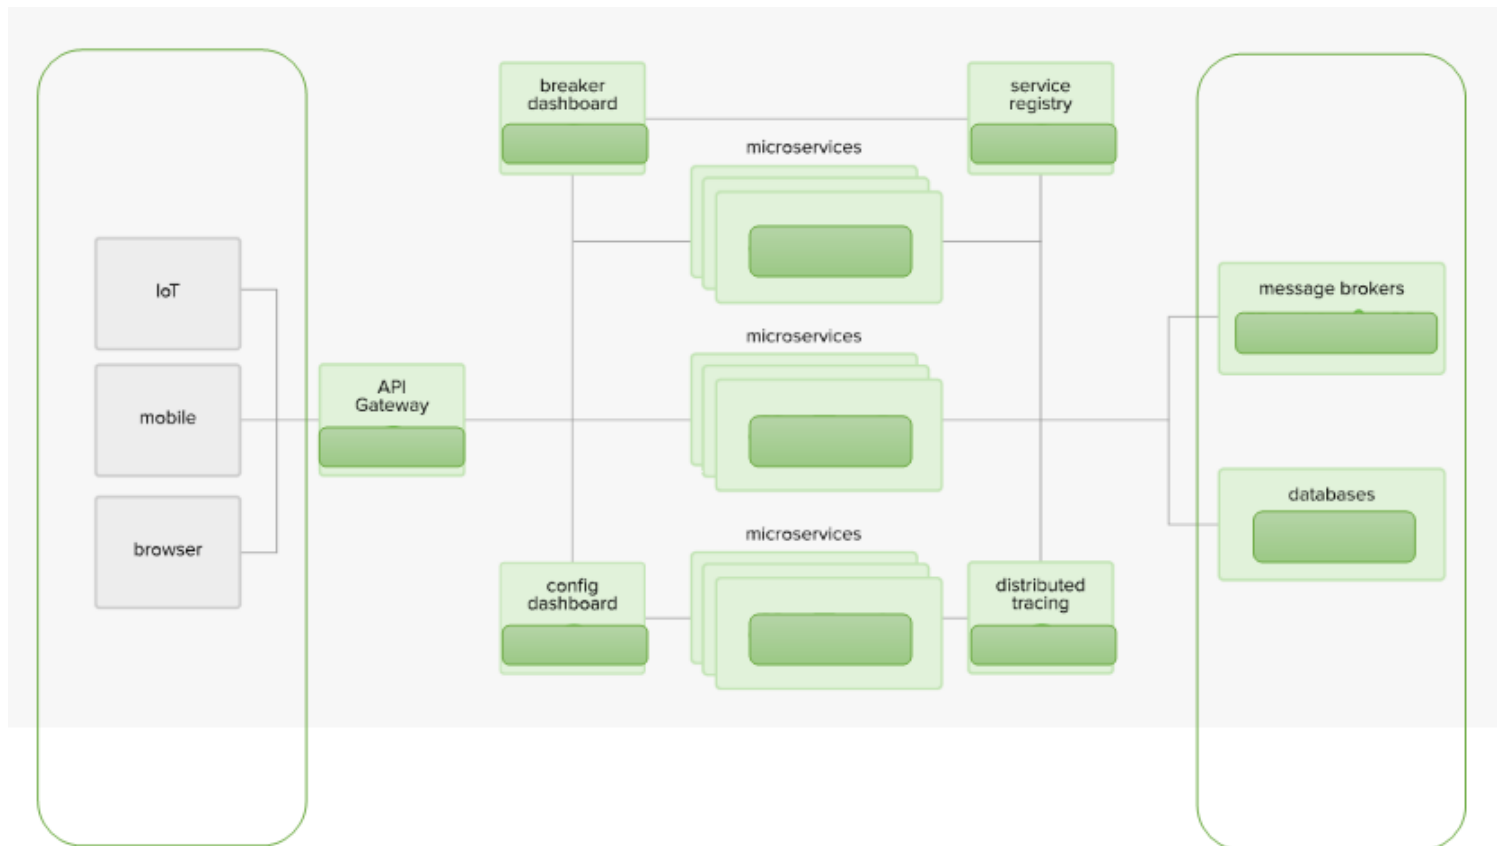 breaker
dashboard
service
registry
microservices
IoT
mobile
browser
API
Gateway
microservices
message brokers
databases
microservices
config
dashboard
distributed
tracing